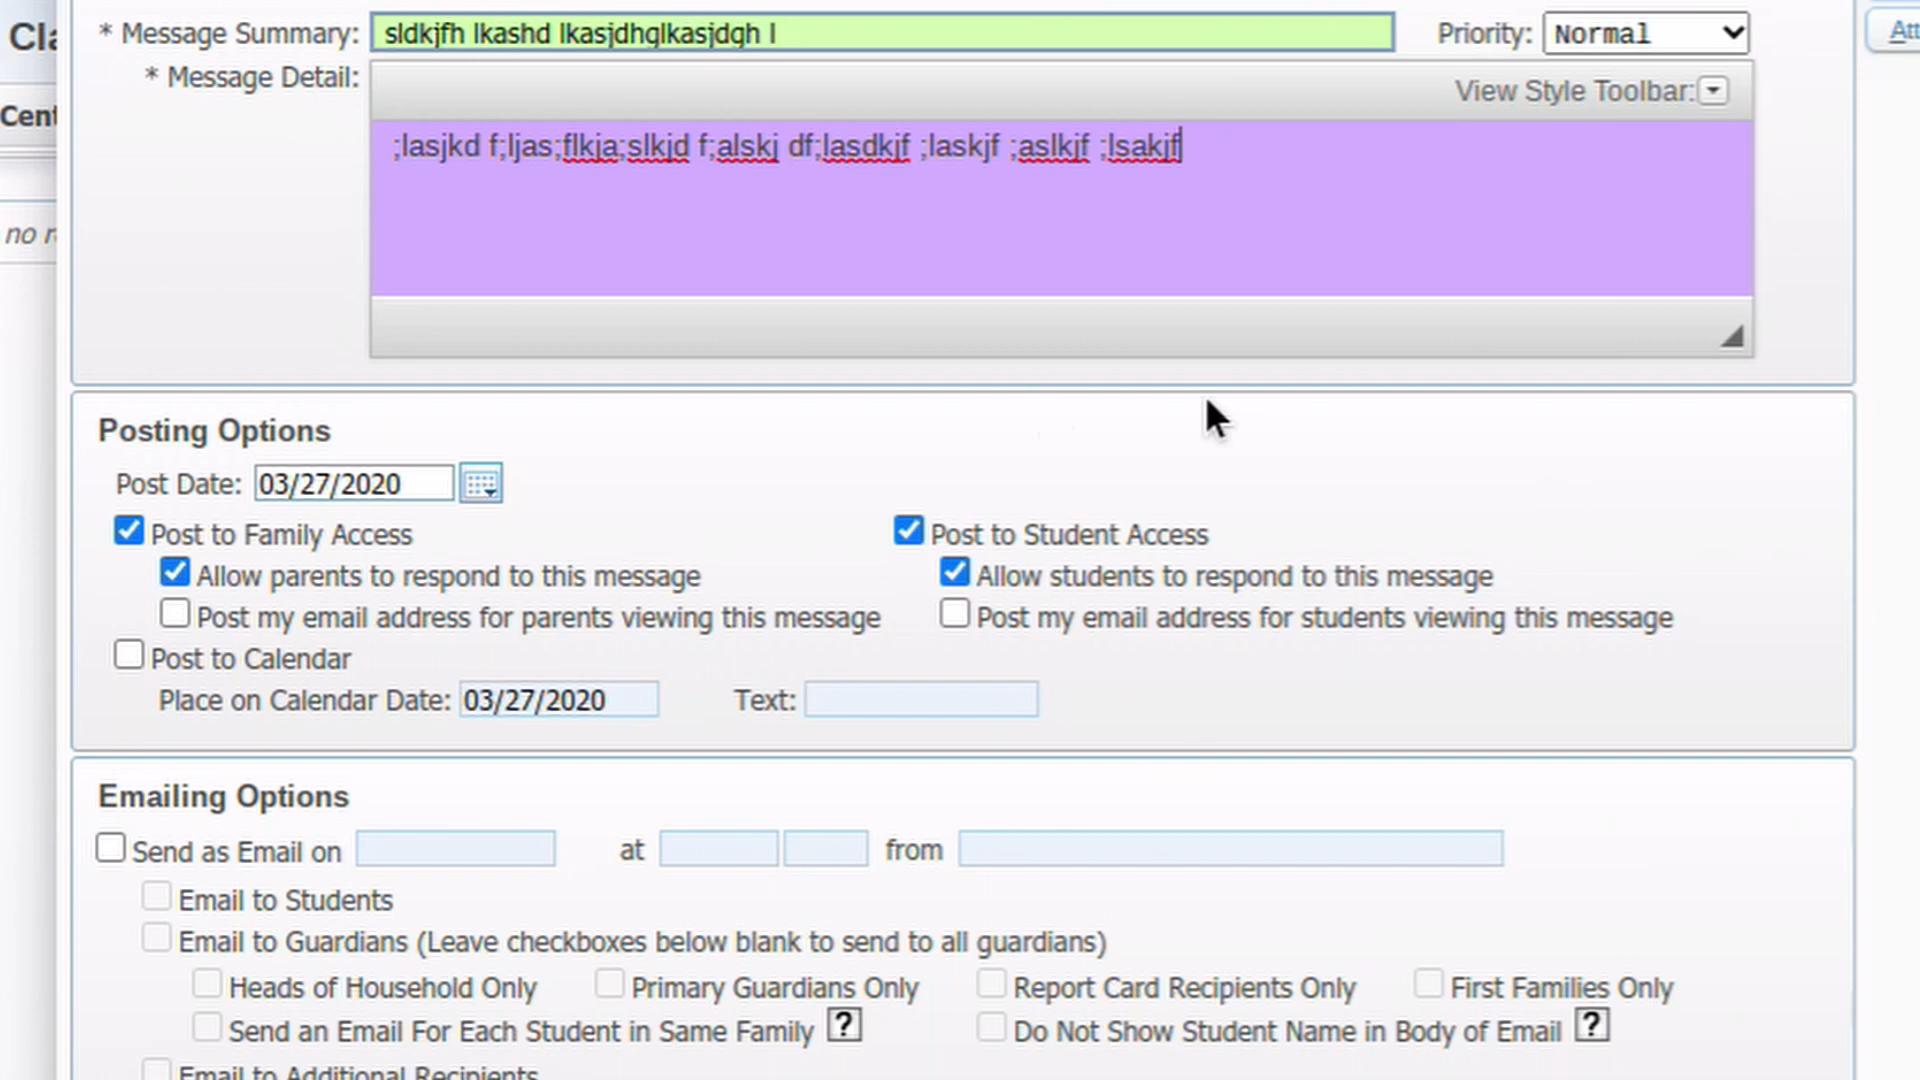 Cla
* Message Summary: sldkjfh lkashd lkasjdhglkasjdgh l Priority: Normal Att
* Message Detail: View Style Toolbar:
Cent
;lasjkd f;ljas;flkja;slkjd f;alskj df;lasdkjf ;laskjf ;aslkjf ;lsakjf
no r
Posting Options
Post Date: 03/27/2020
Post to Family Access Post to Student Access
Allow parents to respond to this message Allow students to respond to this message
Post my email address for parents viewing this message Post my email address for students viewing this message
Post to Calendar
Place on Calendar Date: 03/27/2020 Text:
Emailing Options
Send as Email on at from
Email to Students
Email to Guardians (Leave checkboxes below blank to send to all guardians)
Heads of Household Only Primary Guardians Only Report Card Recipients Only First Families Only
Send an Email For Each Student in Same Family ? Do Not Show Student Name in Body of Email ?
Email to Additional Recipients